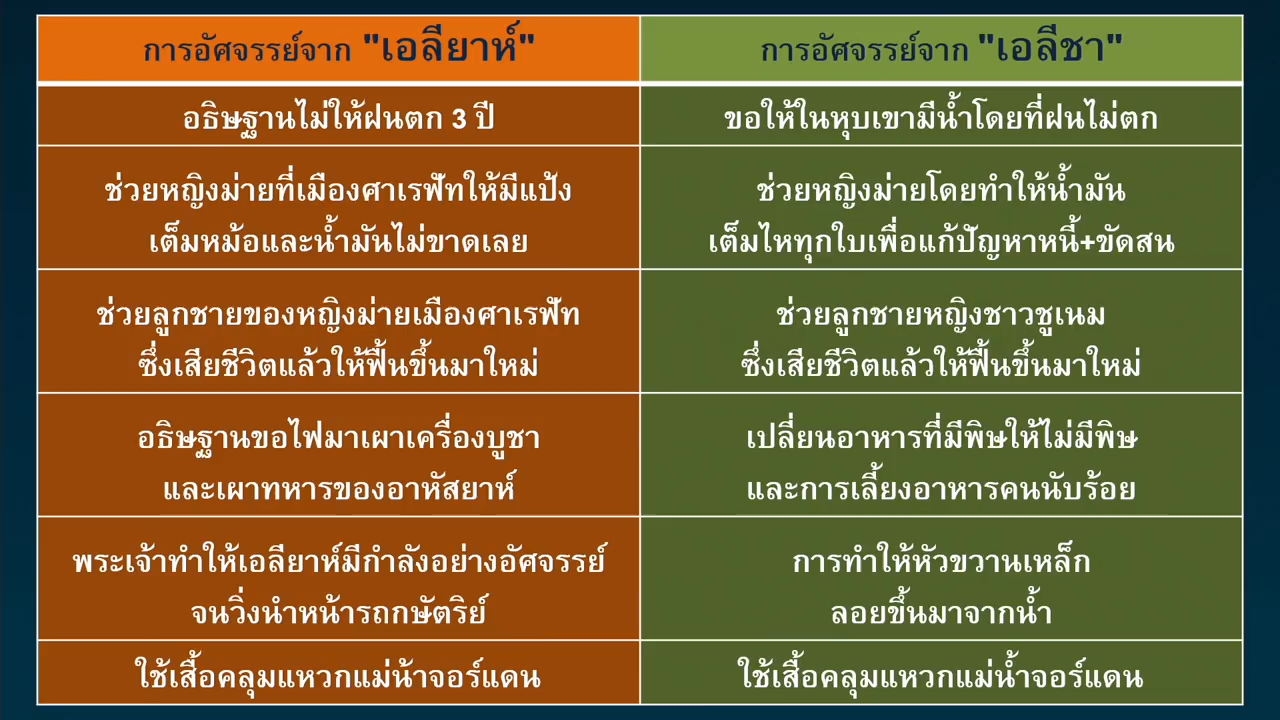 การอัศจรรย์จาก "เอลียาห์"
การอัศจรรย์จาก "เอลีชา"
อธิษฐานไม่ให้ฝนตก 3 ปี
ขอให้ในหุบเขามีน้ำโดยที่ฝนไม่ตก
ช่วยหญิงม่ายที่เมืองศาเรฟัทให้มีแป้ง
เต็มหม้อและน้ำมันไม่ขาดเลย
ช่วยหญิงม่ายโดยทำให้น้ำมัน
เต็มไหทุกใบเพื่อแก้ปัญหาหนี้+ขัดสน
ช่วยลูกชายของหญิงม่ายเมืองศาเรฟัท
ซึ่งเสียชีวิตแล้วให้ฟื้นขึ้นมาใหม่
ช่วยลูกชายหญิงชาวชูเนม
ซึ่งเสียชีวิตแล้วให้ฟื้นขึ้นมาใหม่
อธิษฐานขอไฟมาเผาเครื่องบูชา
และเผาทหารของอาหัสยาห์
เปลี่ยนอาหารที่มีพิษให้ไม่มีพิษ
และการเลี้ยงอาหารคนนับร้อย
พระเจ้าทำให้เอลียาห์มีกำลังอย่างอัศจรรย์
จนวิ่งนำหน้ารถกษัตริย์
การทำให้หัวขวานเหล็ก
ลอยขึ้นมาจากน้ำ
ใช้เสื้อคลุมแหวกแม่น้าจอร์แดน
ใช้เสื้อคลุมแหวกแม่น้ำจอร์แดน